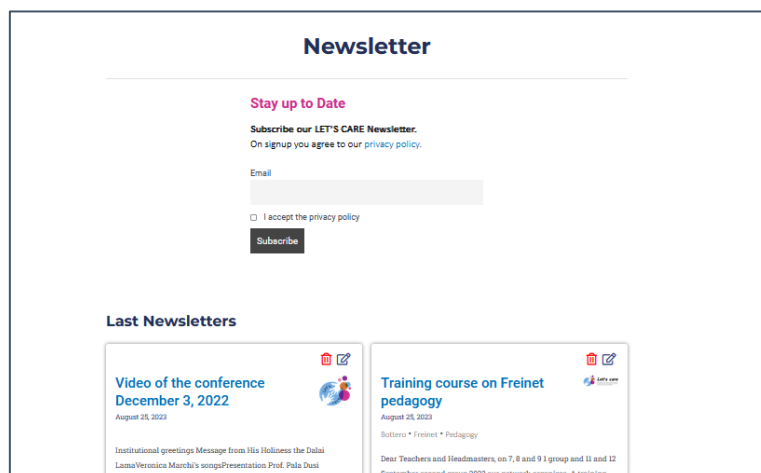 Newsletter
Stay up to Date
Subscribe our LET'S CARE Newsletter.
On signup you agree to our privacy policy.
Email
I accept the privacy policy
Subscribe
Last Newsletters
Video of the conference
December 3, 2022
August 25, 2023
Institutional greetings Message from His Holiness the Dalai
LamaVeronica Marchi's songsPresentation Prof. Pala Dusi
Training course on Freinet
pedagogy
Let's care
August 25, 2023
Bottero • Freinet • Pedagogy
Dear Teachers and Headmasters, on 7, 8 and 9 1 group and 11 and 12